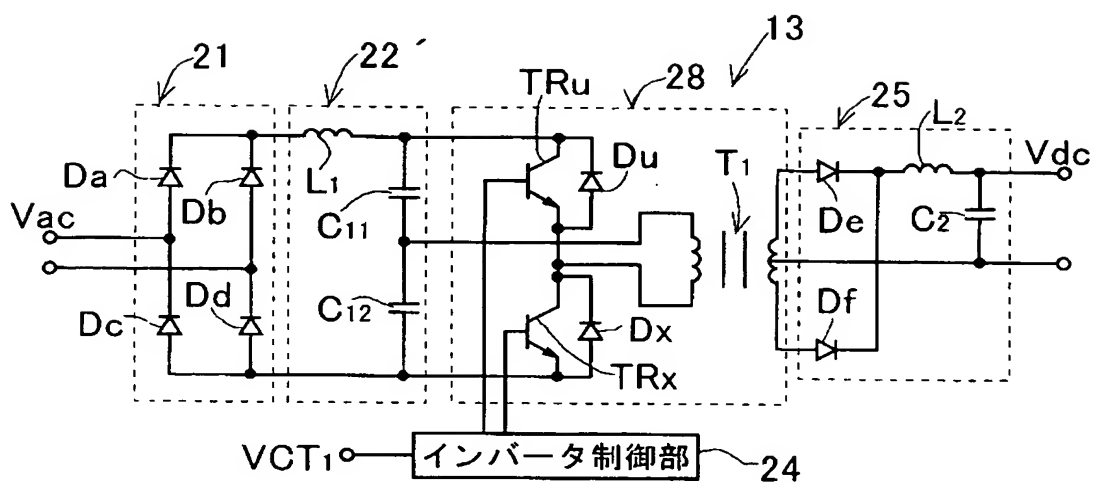 13
21
22´
28
25
TRu
L2
Da
Db
L1
C11
Du
T1
De
C2
Vdc
Vac
Dc
Dd
C12
Dx
TRx
Df
VCT1
インバータ制御部
24